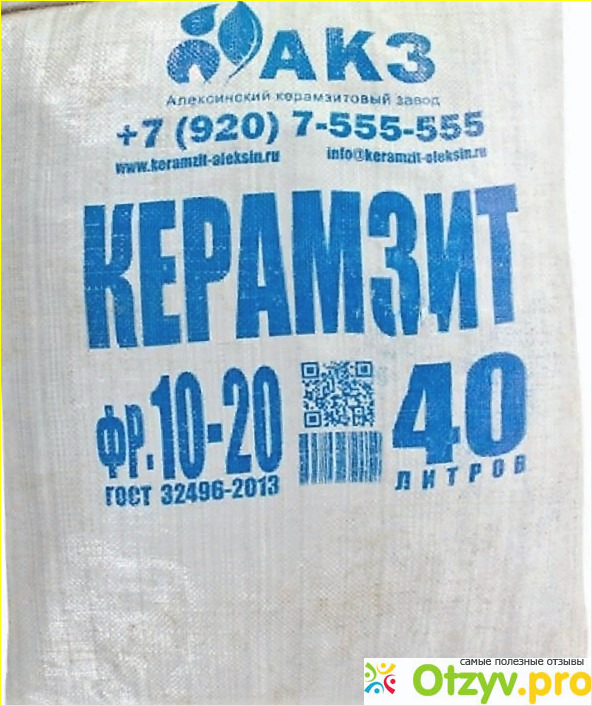 АКЗ
Алексинский керамзитовый завод
+7 (920) 7-555-555
www.keramzit-aleksin.ru info@keramzit-aleksin.ru
КЕРАМЗИТ
ФР.10-20
ГОСТ 32496-2013
40
ЛИТРОВ
самые полезные отзывы
Otzyv.pro